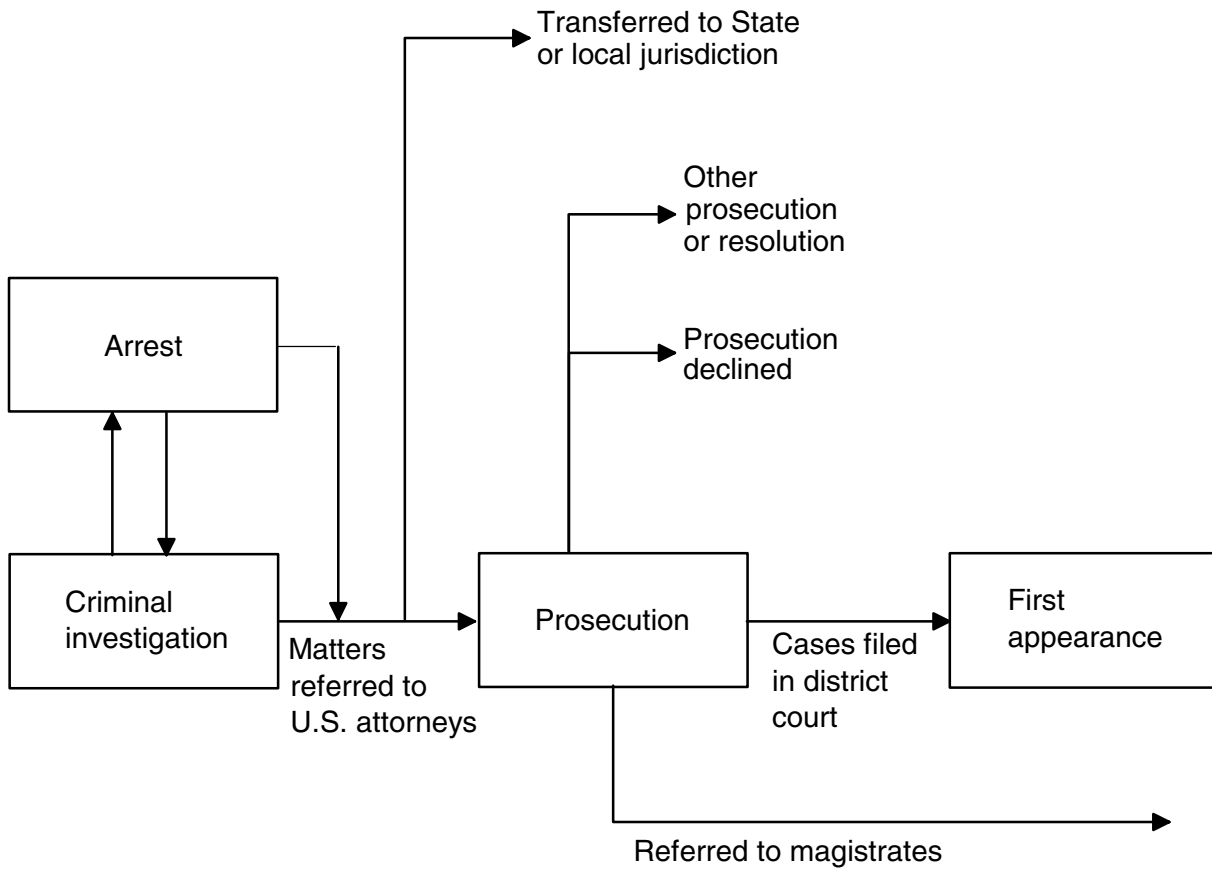 Transferred to State
or local jurisdiction
Other
prosecution
or resolution
Prosecution
declined
Arrest
Criminal
investigation
Matters
referred to
U.S. attorneys
Prosecution
Cases filed
in district
court
First
appearance
Referred to magistrates